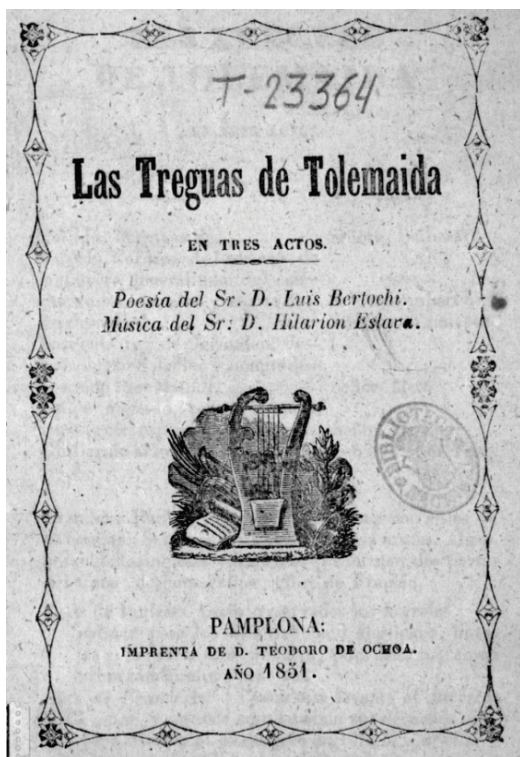 T-23364
Las Treguas de Tolemaida
EN TRES ACTOS.
Poesía del Sr. D. Luis Bertochi.
Música del Sr. D. Hilarion Eslava.
BIBLIOTECA
PAMPLONA:
IMPRENTA DE D. TEODORO DE OCHOA.
AÑO 1851.